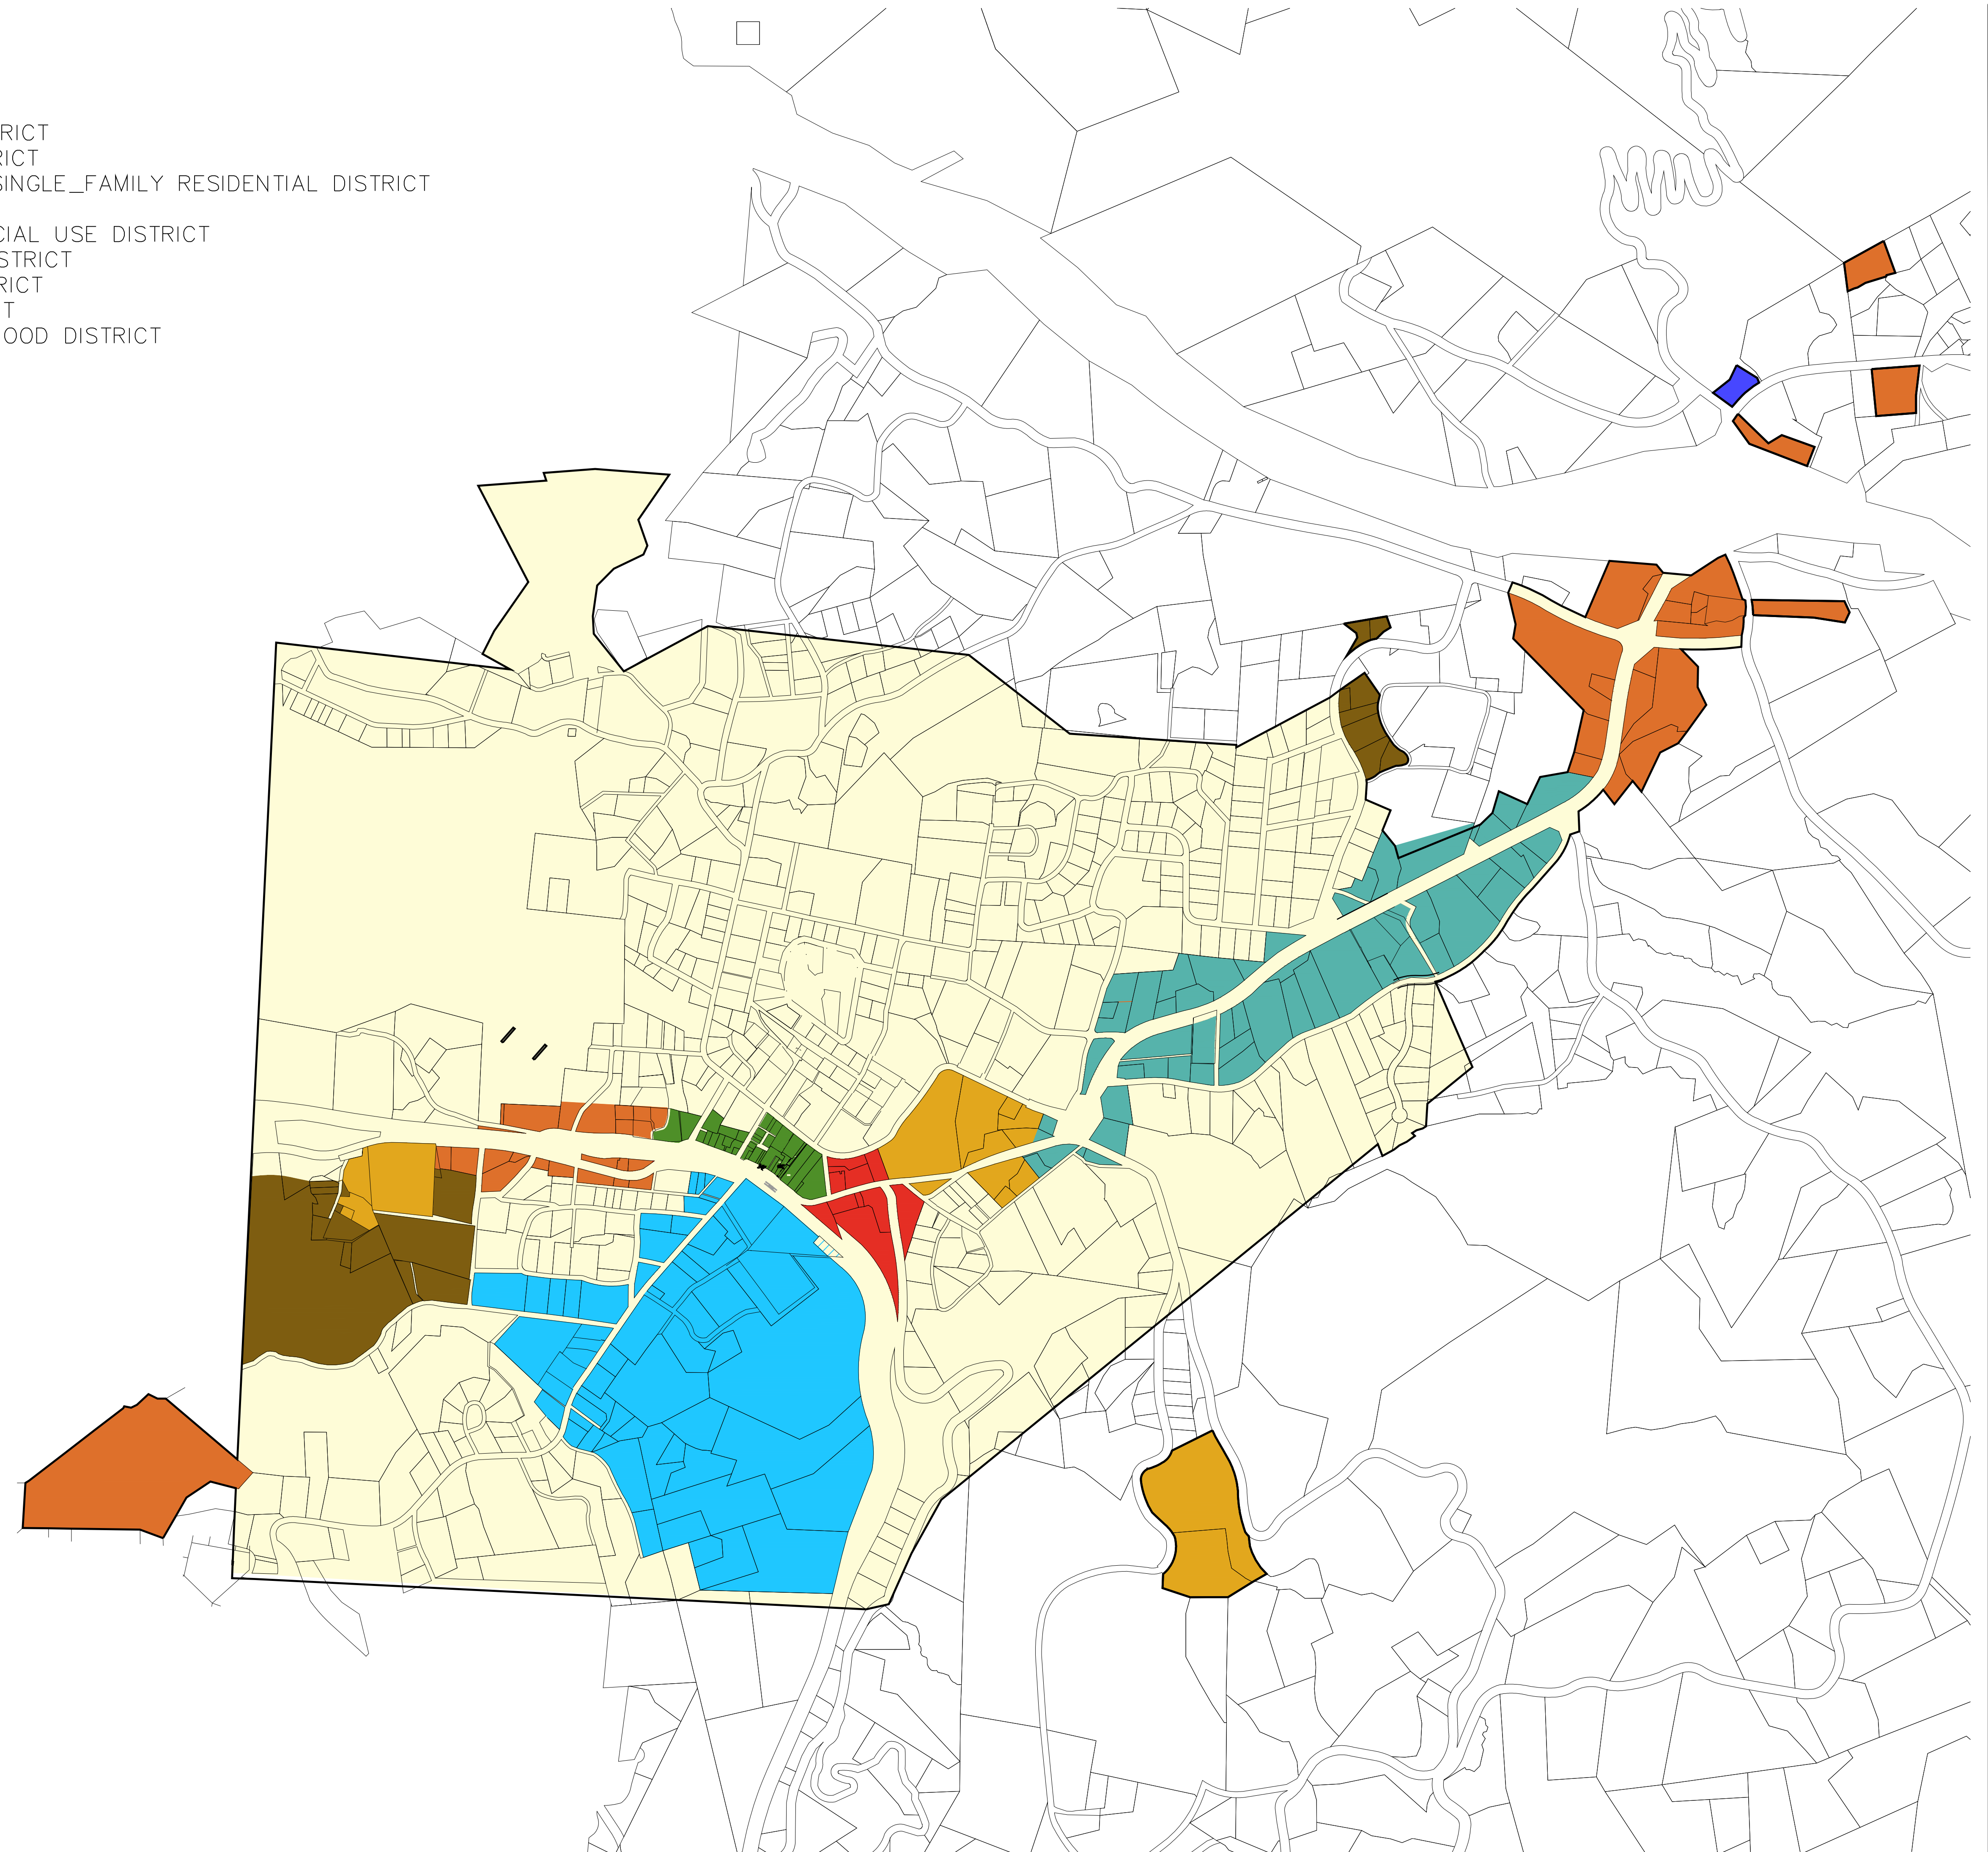 RICT
RICT
SINGLE_FAMILY RESIDENTIAL DISTRICT
CIAL USE DISTRICT
STRICT
RICT
T
OOD DISTRICT